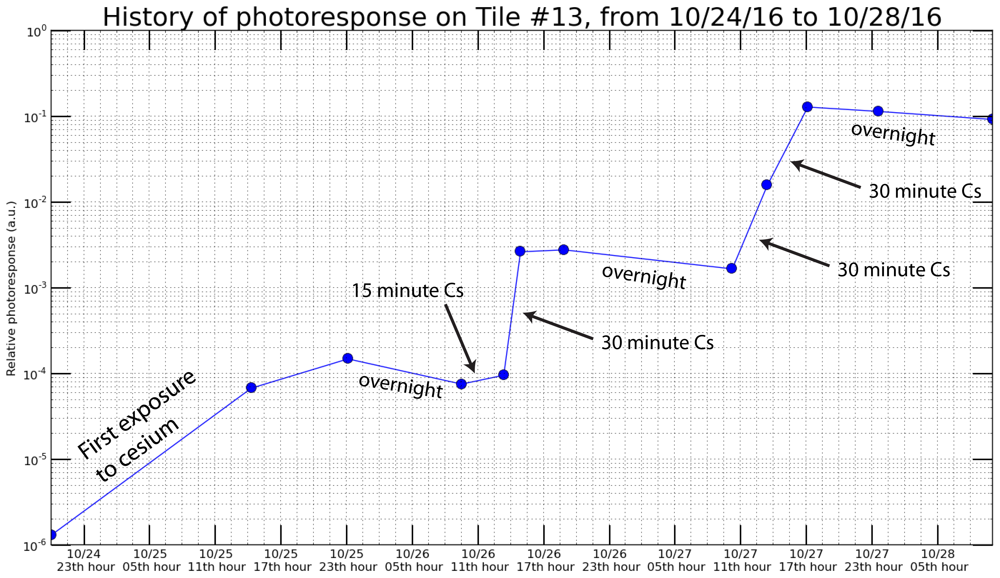 History of photoresponse on Tile #13, from 10/24/16 to 10/28/16
Relative photoresponse (a.u.)
10^0
10^-1
10^-2
10^-3
10^-4
10^-5
10^-6
First exposure
to cesium
overnight
15 minute Cs
30 minute Cs
overnight
30 minute Cs
30 minute Cs
overnight
10/24 10/25 10/25 10/25 10/25 10/26 10/26 10/26 10/26 10/27 10/27 10/27 10/27 10/28
23th hour 05th hour 11th hour 17th hour 23th hour 05th hour 11th hour 17th hour 23th hour 05th hour 11th hour 17th hour 23th hour 05th hour